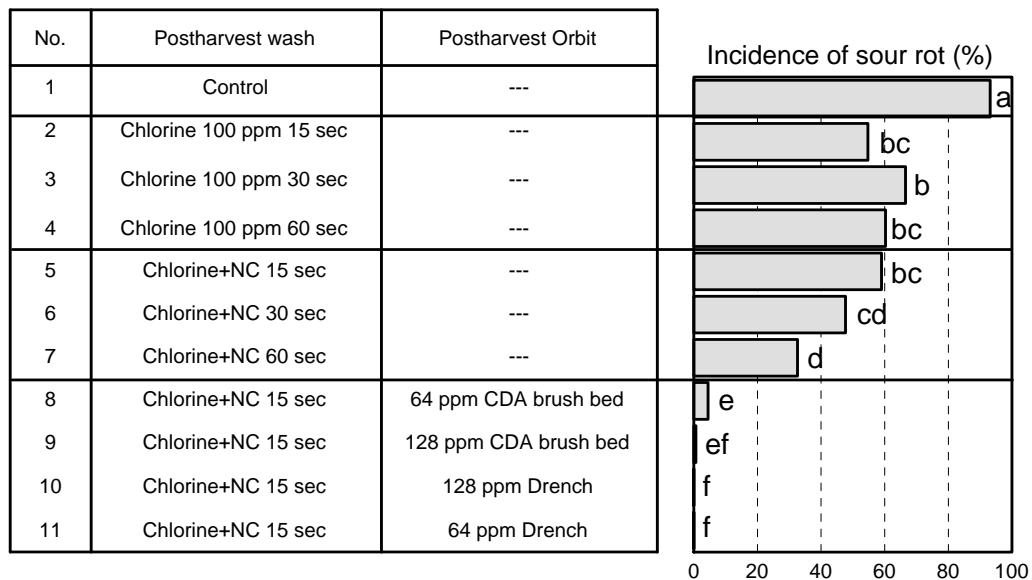 No. Postharvest wash Postharvest Orbit
Incidence of sour rot (%)
1 Control --- a
2 Chlorine 100 ppm 15 sec --- bc
3 Chlorine 100 ppm 30 sec --- b
4 Chlorine 100 ppm 60 sec --- bc
5 Chlorine+NC 15 sec --- bc
6 Chlorine+NC 30 sec --- cd
7 Chlorine+NC 60 sec --- d
8 Chlorine+NC 15 sec 64 ppm CDA brush bed e
9 Chlorine+NC 15 sec 128 ppm CDA brush bed ef
10 Chlorine+NC 15 sec 128 ppm Drench f
11 Chlorine+NC 15 sec 64 ppm Drench f
0 20 40 60 80 100